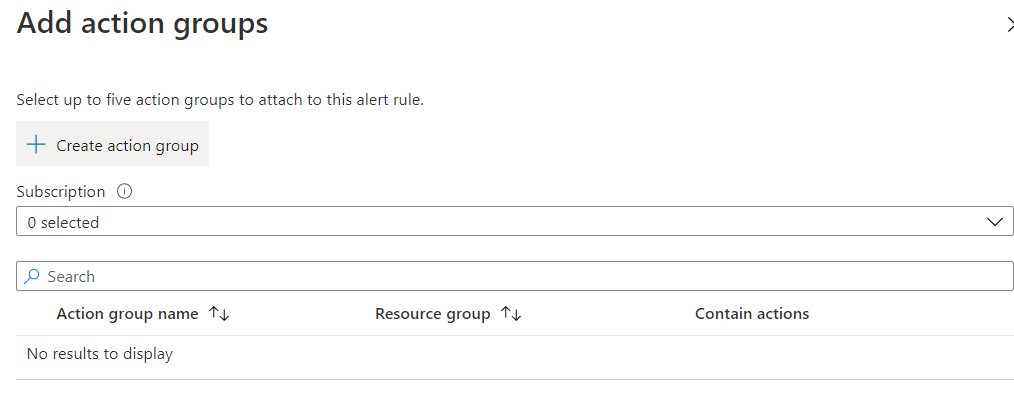 Add action groups
Select up to five action groups to attach to this alert rule.
Create action group
Subscription
0 selected
Search
Action group name Resource group Contain actions
No results to display